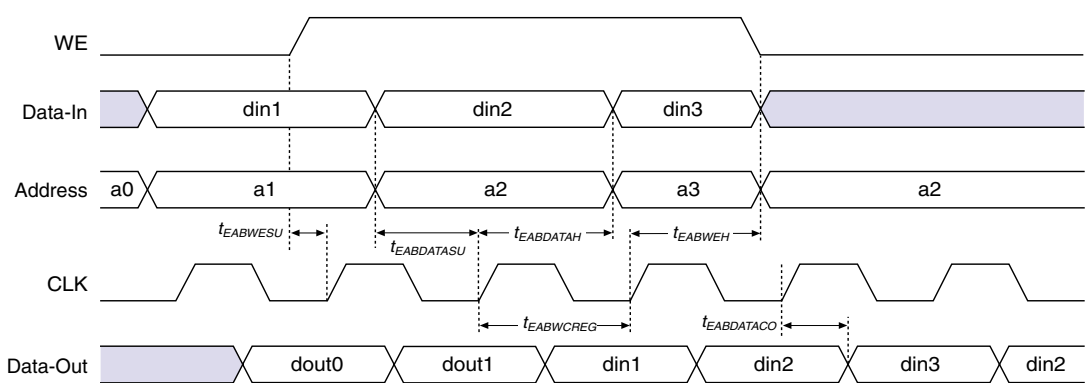 WE
Data-In din1 din2 din3
Address a0 a1 a2 a3 a2
tEABWESU tEABDATASU tEABDATAH tEABWEH
CLK
tEABWCREG tEABDATACO
Data-Out dout0 dout1 din1 din2 din3 din2